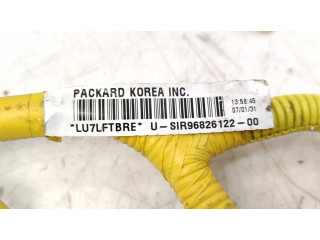 PACKARD KOREA INC.
13:58:45
07/01/31
*LU7LFTBRE* U-SIR96826122-00